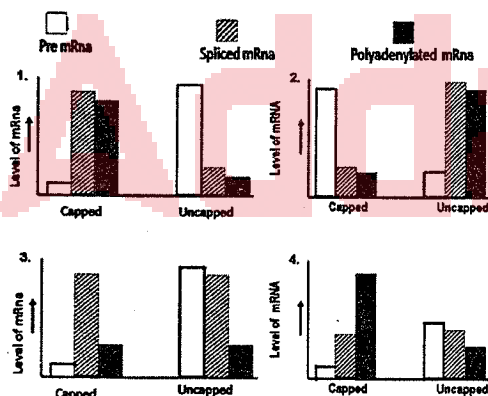 Pre mRna
Spliced mRna
Polyadenylated mRna
1.
Level of mRna
Capped
Uncapped
2.
Level of mRNA
Capped
Uncapped
3.
Level of mRna
Capped
Uncapped
4.
Level of mRNA
Capped
Uncapped